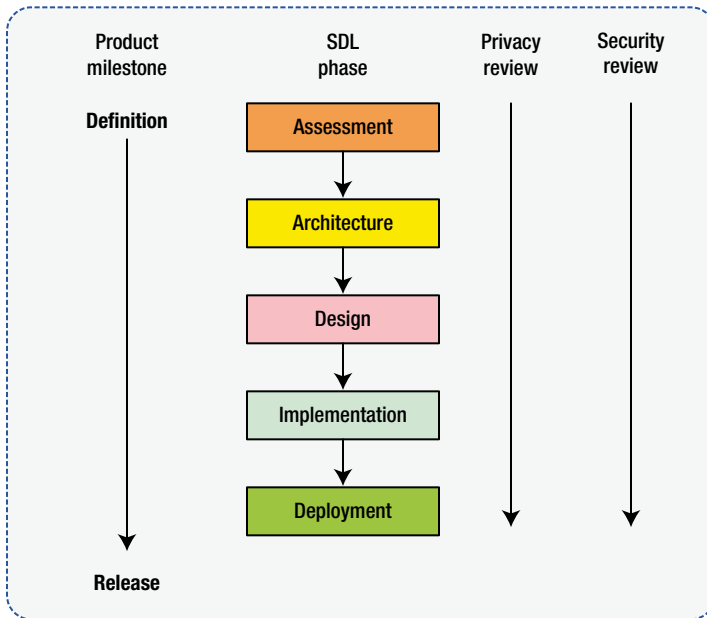 Product
milestone
SDL
phase
Privacy
review
Security
review
Definition
Assessment
Architecture
Design
Implementation
Deployment
Release